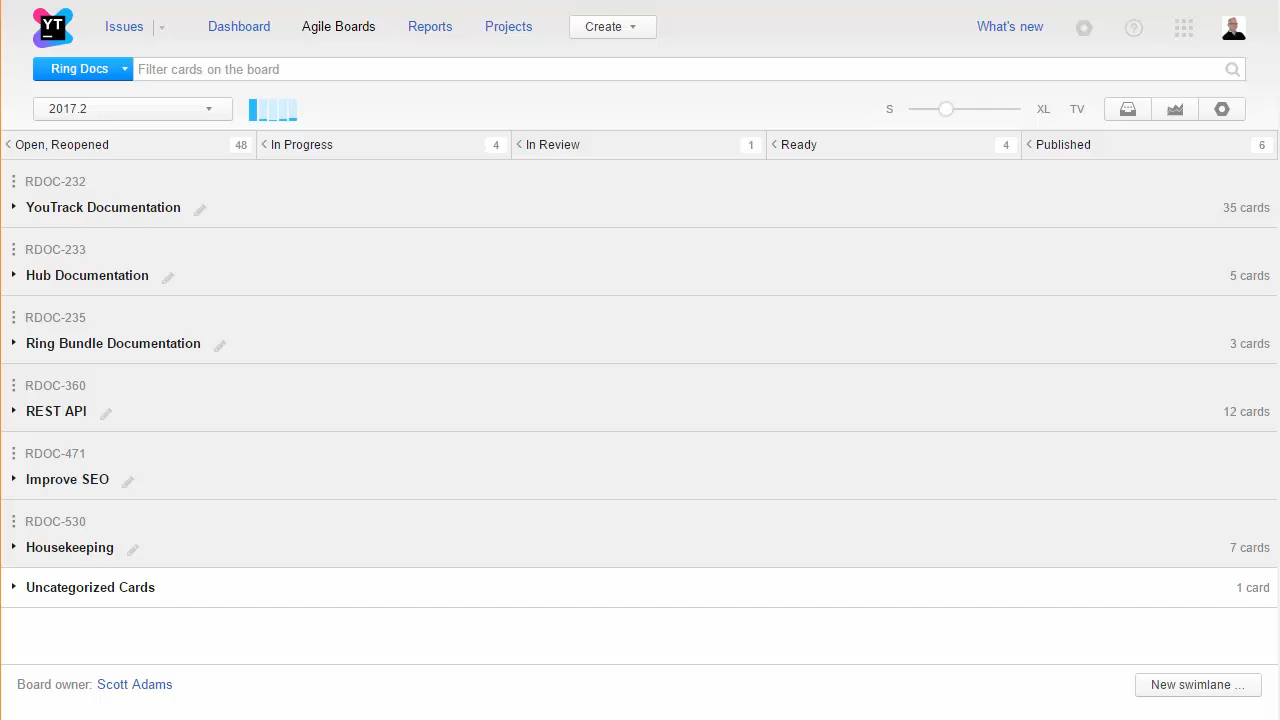 YT
Issues Dashboard Agile Boards Reports Projects Create What's new
Ring Docs Filter cards on the board
2017.2 S XL TV
Open, Reopened 48 In Progress 4 In Review 1 Ready 4 Published 6
RDOC-232
YouTrack Documentation 35 cards
RDOC-233
Hub Documentation 5 cards
RDOC-235
Ring Bundle Documentation 3 cards
RDOC-360
REST API 12 cards
RDOC-471
Improve SEO
RDOC-530
Housekeeping 7 cards
Uncategorized Cards 1 card
Board owner: Scott Adams New swimlane ...